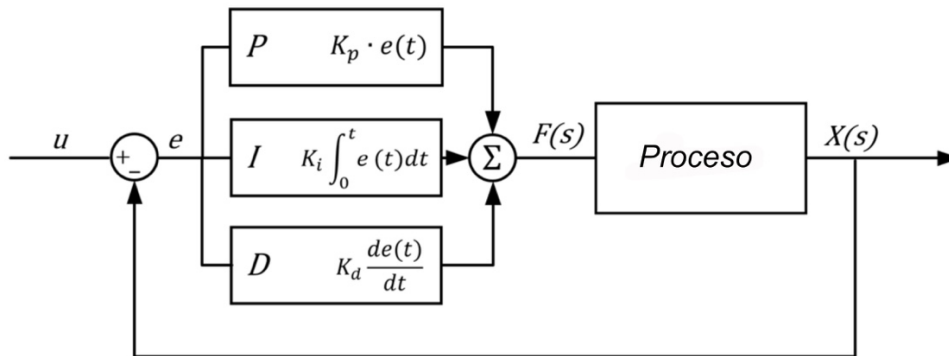 P K_p · e(t)
u
+
−
e
I K_i ∫_0^t e (t)dt
Σ
F(s)
Proceso
X(s)
D K_d de(t)/dt